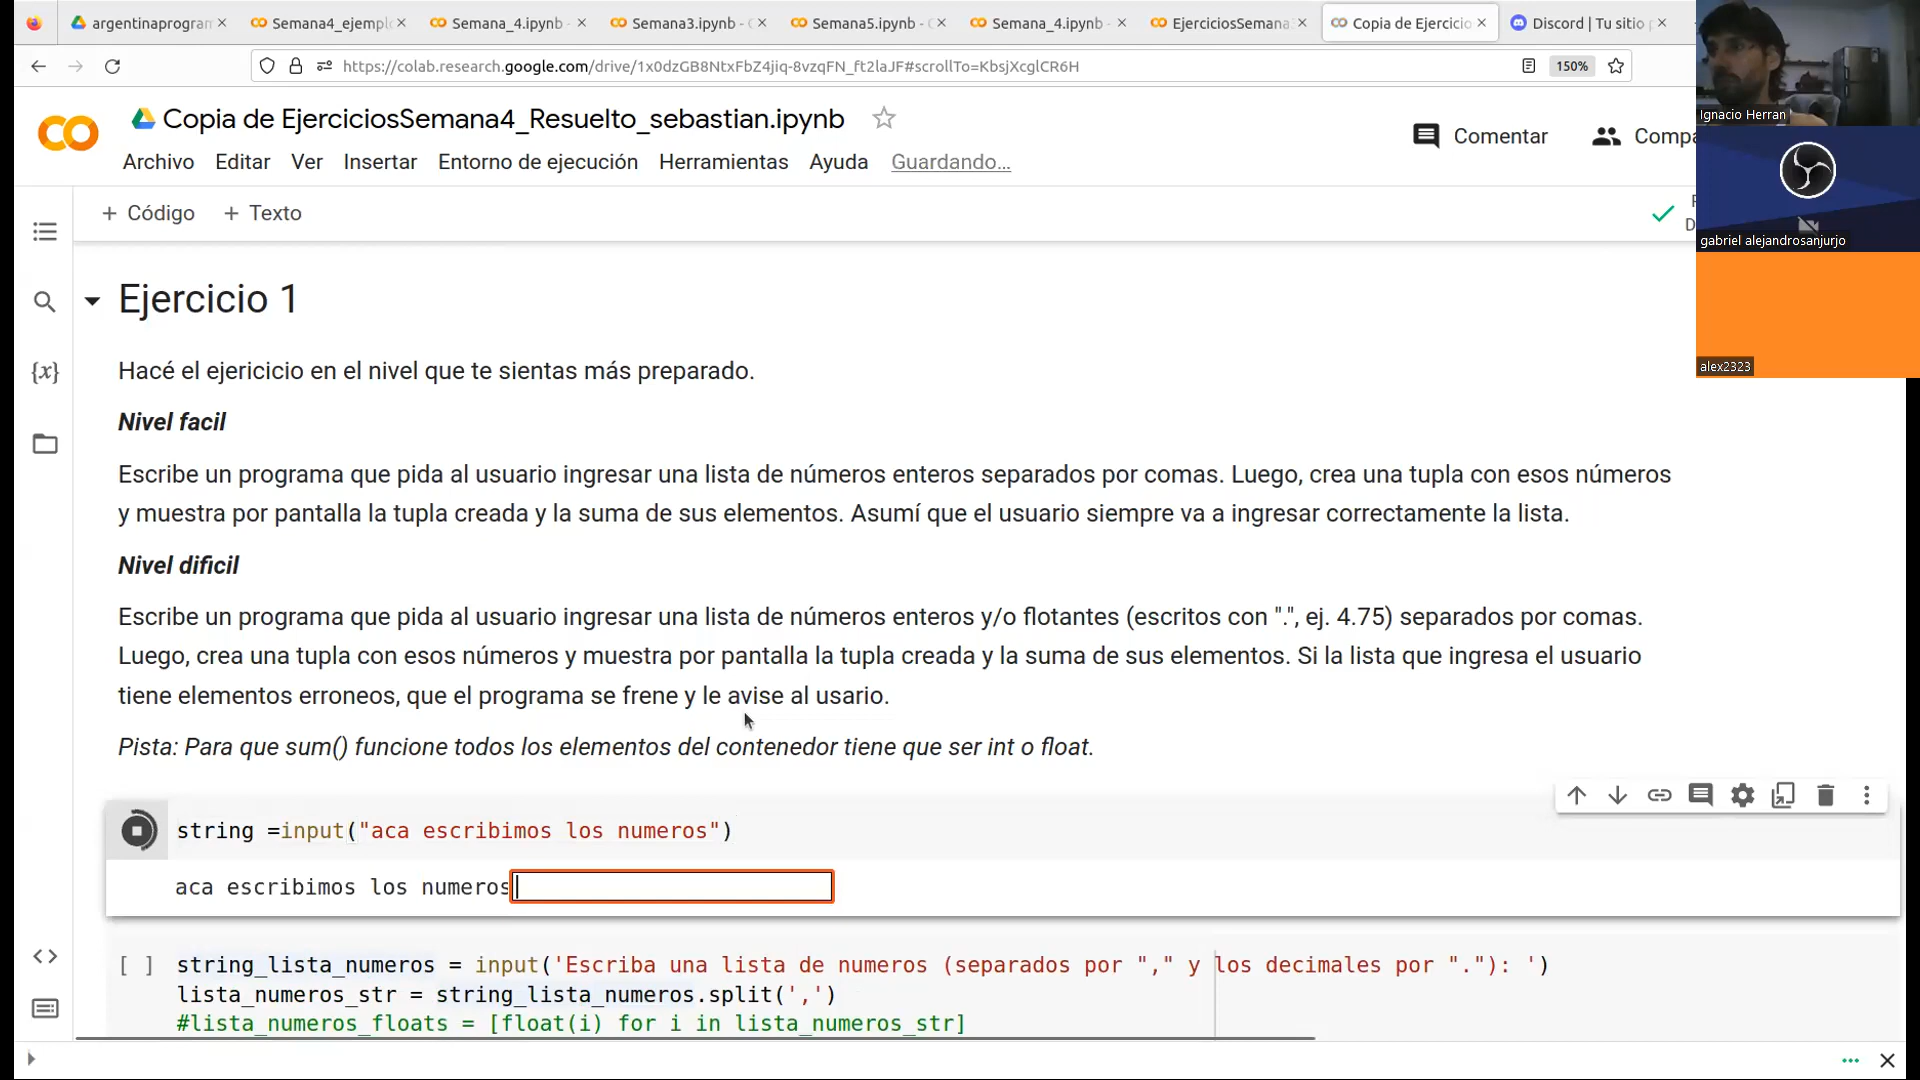 argentinaprogram
Semana4_ejempl
Semana_4.ipynb -
Semana3.ipynb - C
Semana5.ipynb - C
Semana_4.ipynb -
EjerciciosSemana
Copia de Ejercicio
Discord | Tu sitio p
https://colab.research.google.com/drive/1x0dzGB8NtxFbZ4jiq-8vzqFN_ft2laJF#scrollTo=KbsjXcglCR6H
150%
Ignacio Herran
Copia de EjerciciosSemana4_Resuelto_sebastian.ipynb
Comentar
Compa
Archivo Editar Ver Insertar Entorno de ejecución Herramientas Ayuda Guardando...
+ Código + Texto
gabriel alejandrosanjurjo
alex2323
Ejercicio 1
{x}
Hacé el ejericicio en el nivel que te sientas más preparado.
Nivel facil
Escribe un programa que pida al usuario ingresar una lista de números enteros separados por comas. Luego, crea una tupla con esos números
y muestra por pantalla la tupla creada y la suma de sus elementos. Asumí que el usuario siempre va a ingresar correctamente la lista.
Nivel dificil
Escribe un programa que pida al usuario ingresar una lista de números enteros y/o flotantes (escritos con ".", ej. 4.75) separados por comas.
Luego, crea una tupla con esos números y muestra por pantalla la tupla creada y la suma de sus elementos. Si la lista que ingresa el usuario
tiene elementos erroneos, que el programa se frene y le avise al usario.
Pista: Para que sum() funcione todos los elementos del contenedor tiene que ser int o float.
string =input("aca escribimos los numeros")
aca escribimos los numeros
[ ] string_lista_numeros = input('Escriba una lista de numeros (separados por "," y los decimales por "."): ')
lista_numeros_str = string_lista_numeros.split(',')
#lista_numeros_floats = [float(i) for i in lista_numeros_str]